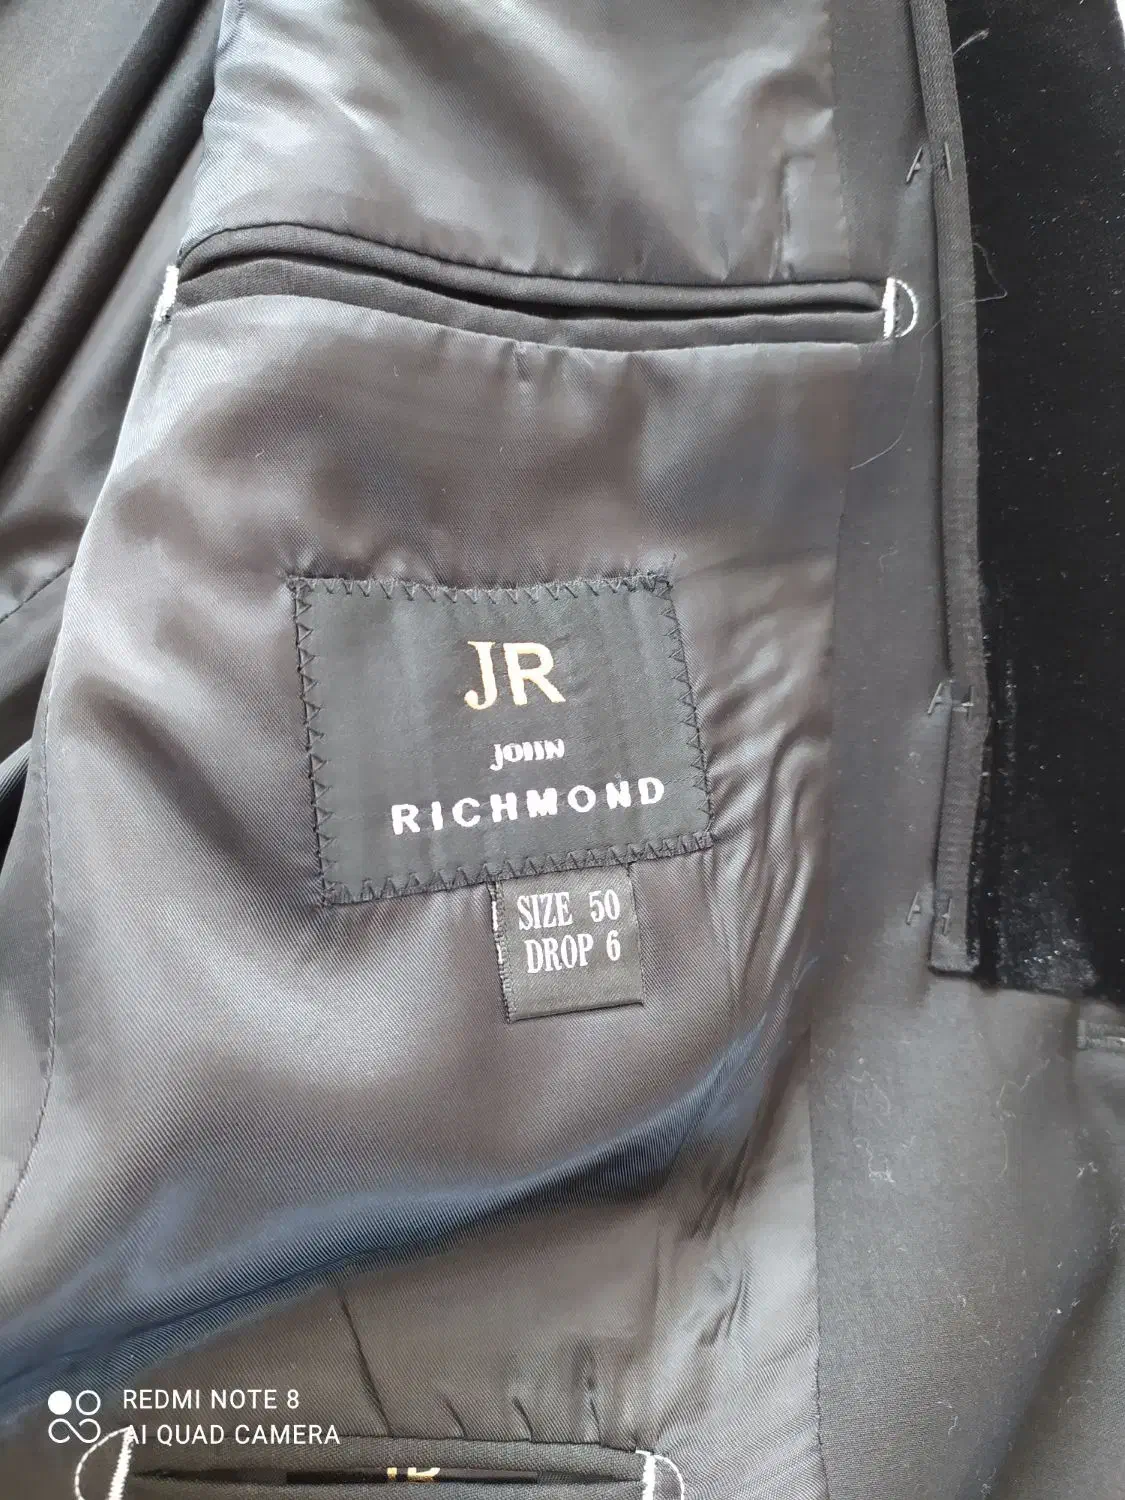 JR
JOHN
RICHMOND
SIZE 50
DROP 6
REDMI NOTE 8
AI QUAD CAMERA